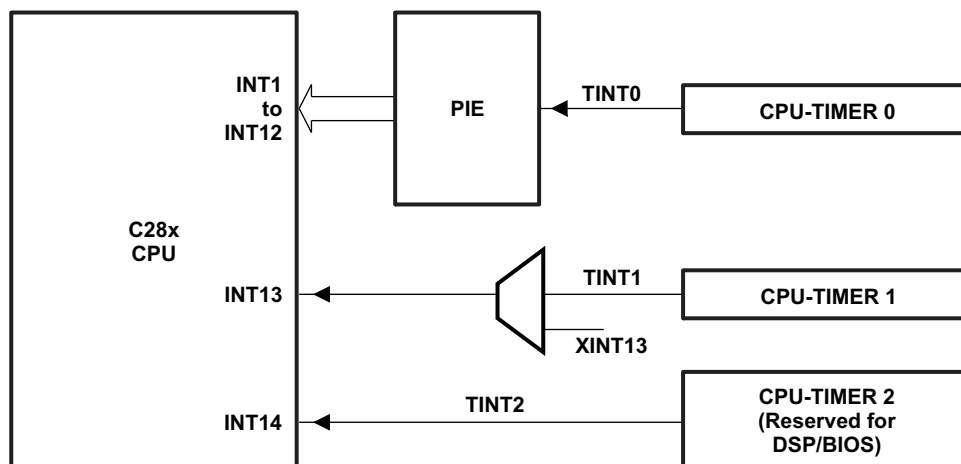 INT1
to
INT12
PIE
TINT0
CPU-TIMER 0
C28x
CPU
INT13
TINT1
XINT13
CPU-TIMER 1
INT14
TINT2
CPU-TIMER 2
(Reserved for
DSP/BIOS)